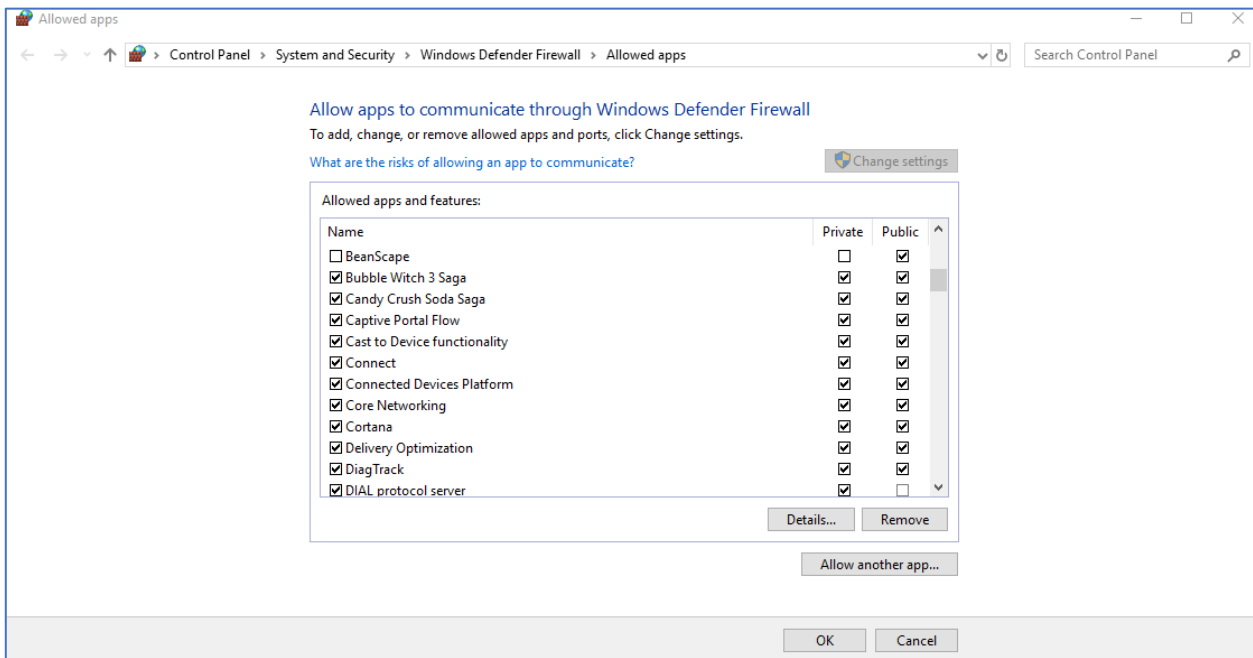 Allowed apps
Control Panel > System and Security > Windows Defender Firewall > Allowed apps
Search Control Panel
Allow apps to communicate through Windows Defender Firewall
To add, change, or remove allowed apps and ports, click Change settings.
What are the risks of allowing an app to communicate?
Change settings
Allowed apps and features:
Name Private Public
BeanScape
Bubble Witch 3 Saga
Candy Crush Soda Saga
Captive Portal Flow
Cast to Device functionality
Connect
Connected Devices Platform
Core Networking
Cortana
Delivery Optimization
DiagTrack
DIAL protocol server
Details... Remove
Allow another app...
OK Cancel